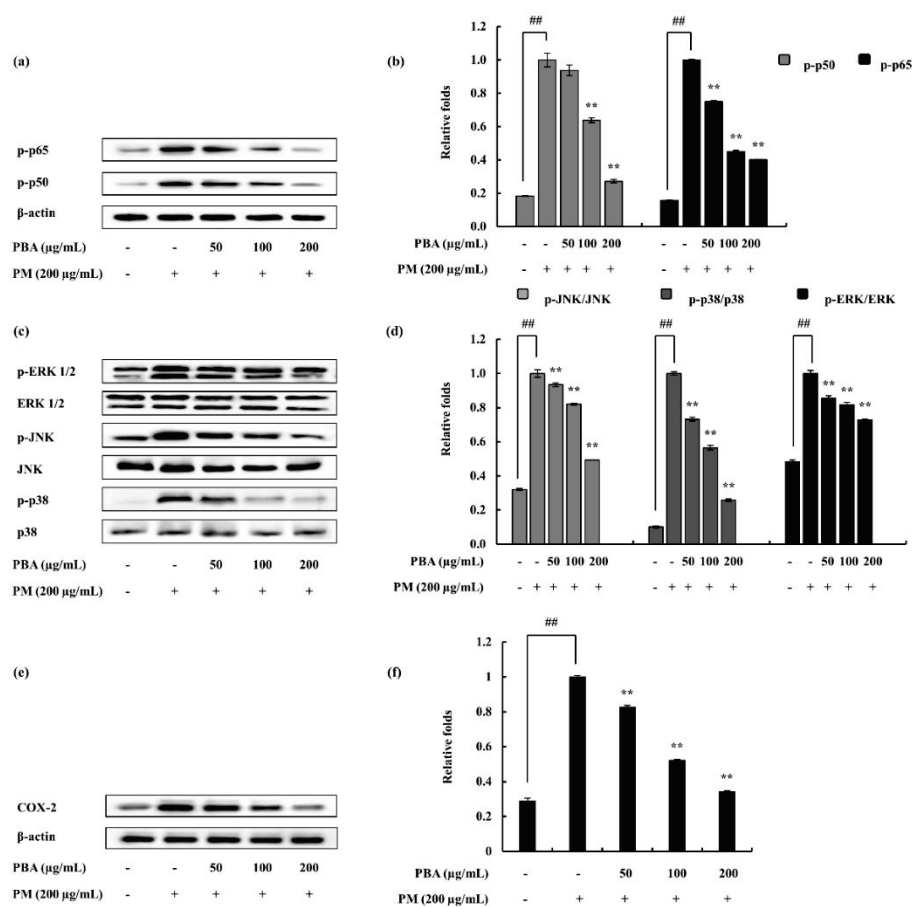 (a)
p-p65
p-p50
β-actin
PBA (µg/mL) - - 50 100 200
PM (200 µg/mL) - + + + +
(b)
p-p50 p-p65
Relative folds
1.2
1.0
0.8
0.6
0.4
0.2
0.0
## ##
** ** ** **
PBA (µg/mL) - - 50 100 200 - - 50 100 200
PM (200 µg/mL) - + + + + - + + + +
(c)
p-ERK 1/2
ERK 1/2
p-JNK
JNK
p-p38
p38
PBA (µg/mL) - - 50 100 200
PM (200 µg/mL) - + + + +
p-JNK/JNK p-p38/p38 p-ERK/ERK
(d)
Relative folds
1.2
1.0
0.8
0.6
0.4
0.2
0.0
## ## ##
** ** ** ** ** ** ** ** **
PBA (µg/mL) - - 50 100 200 - - 50 100 200 - - 50 100 200
PM (200 µg/mL) - + + + + - + + + + - + + + +
(e)
COX-2
β-actin
PBA (µg/mL) - - 50 100 200
PM (200 µg/mL) - + + + +
(f)
Relative folds
1.2
1
0.8
0.6
0.4
0.2
0
##
** ** **
PBA (µg/mL) - - 50 100 200
PM (200 µg/mL) - + + + +